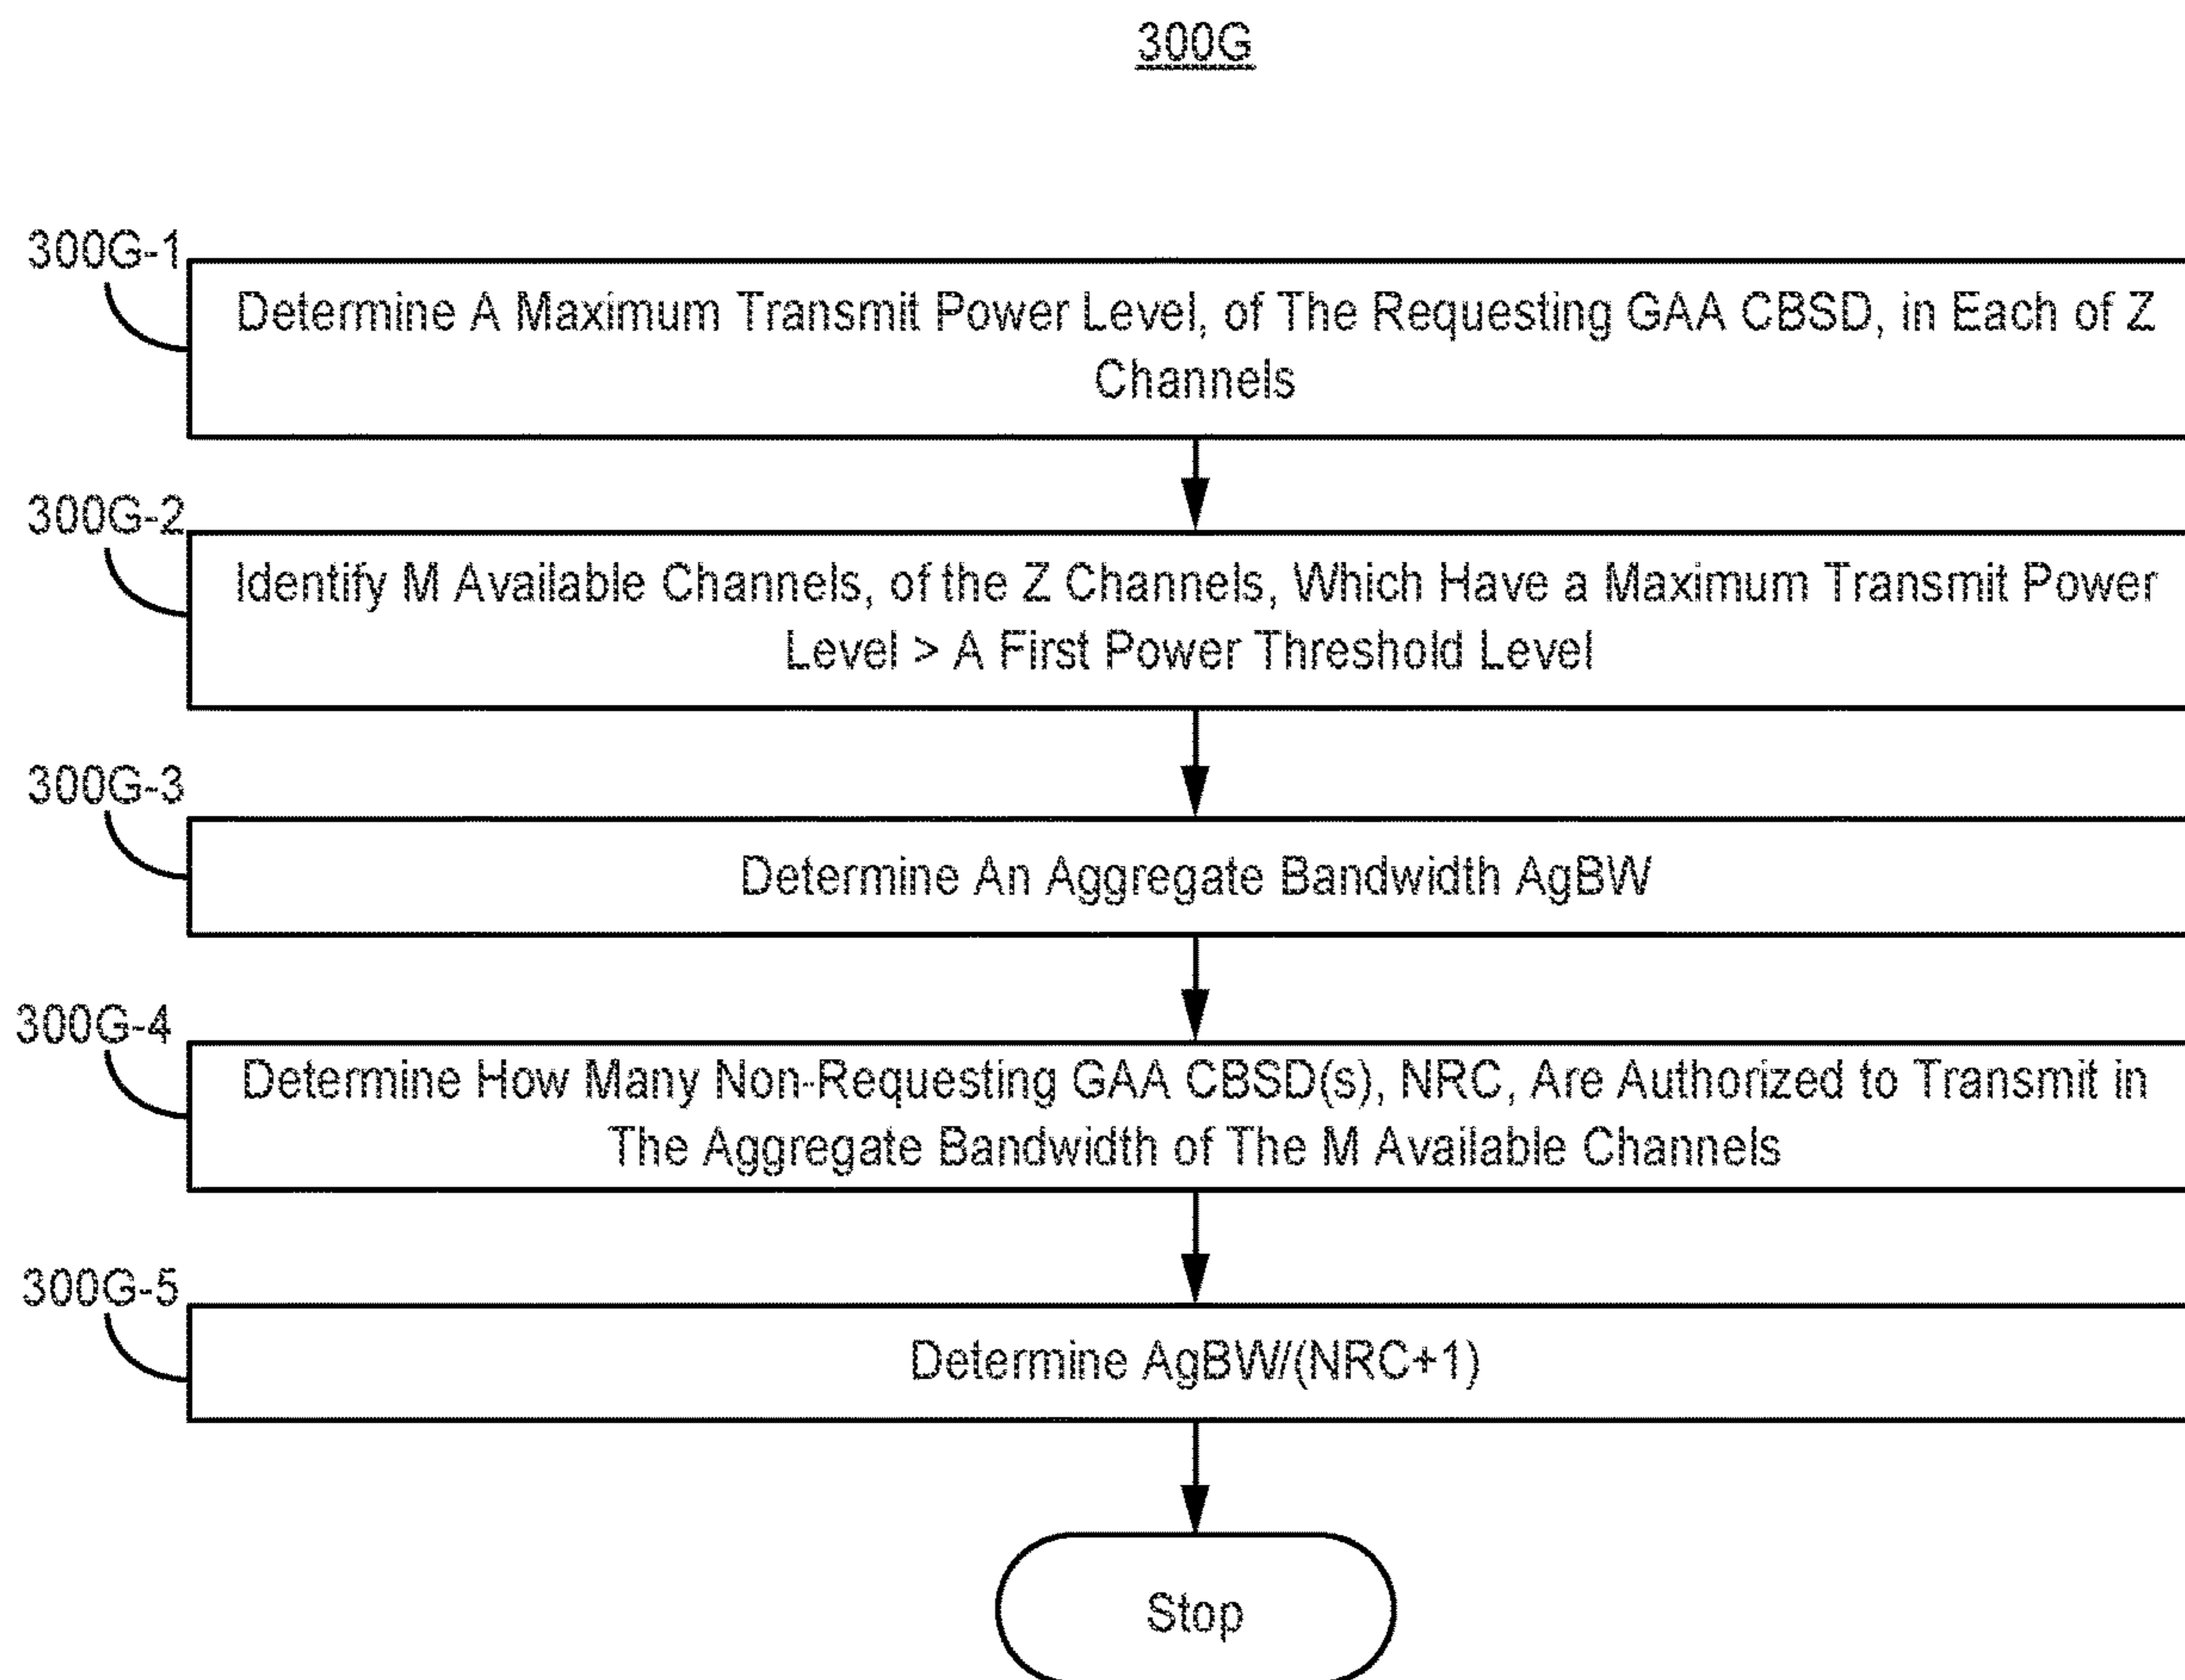 300G
300G-1
Determine A Maximum Transmit Power Level, of The Requesting GAA CBSD, in Each of Z
Channels
300G-2
Identify M Available Channels, of the Z Channels, Which Have a Maximum Transmit Power
Level > A First Power Threshold Level
300G-3
Determine An Aggregate Bandwidth AgBW
300G-4
Determine How Many Non-Requesting GAA CBSD(s), NRC, Are Authorized to Transmit in
The Aggregate Bandwidth of The M Available Channels
300G-5
Determine AgBW/(NRC+1)
Stop